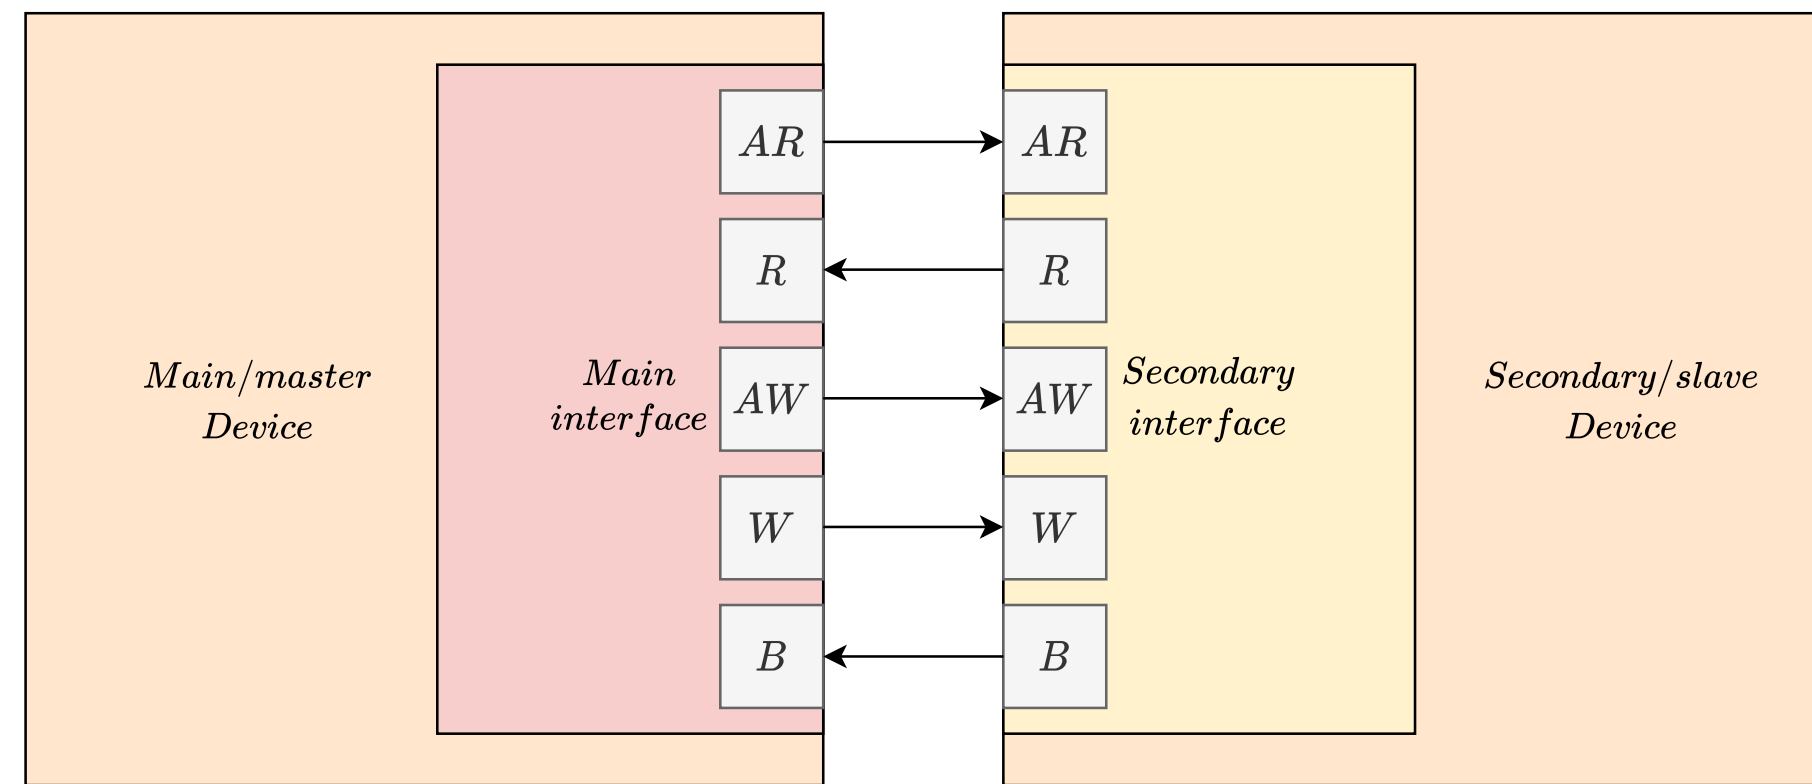 Main/master
Device
Main
interface
AR
R
AW
W
B
AR
R
AW
W
B
Secondary
interface
Secondary/slave
Device